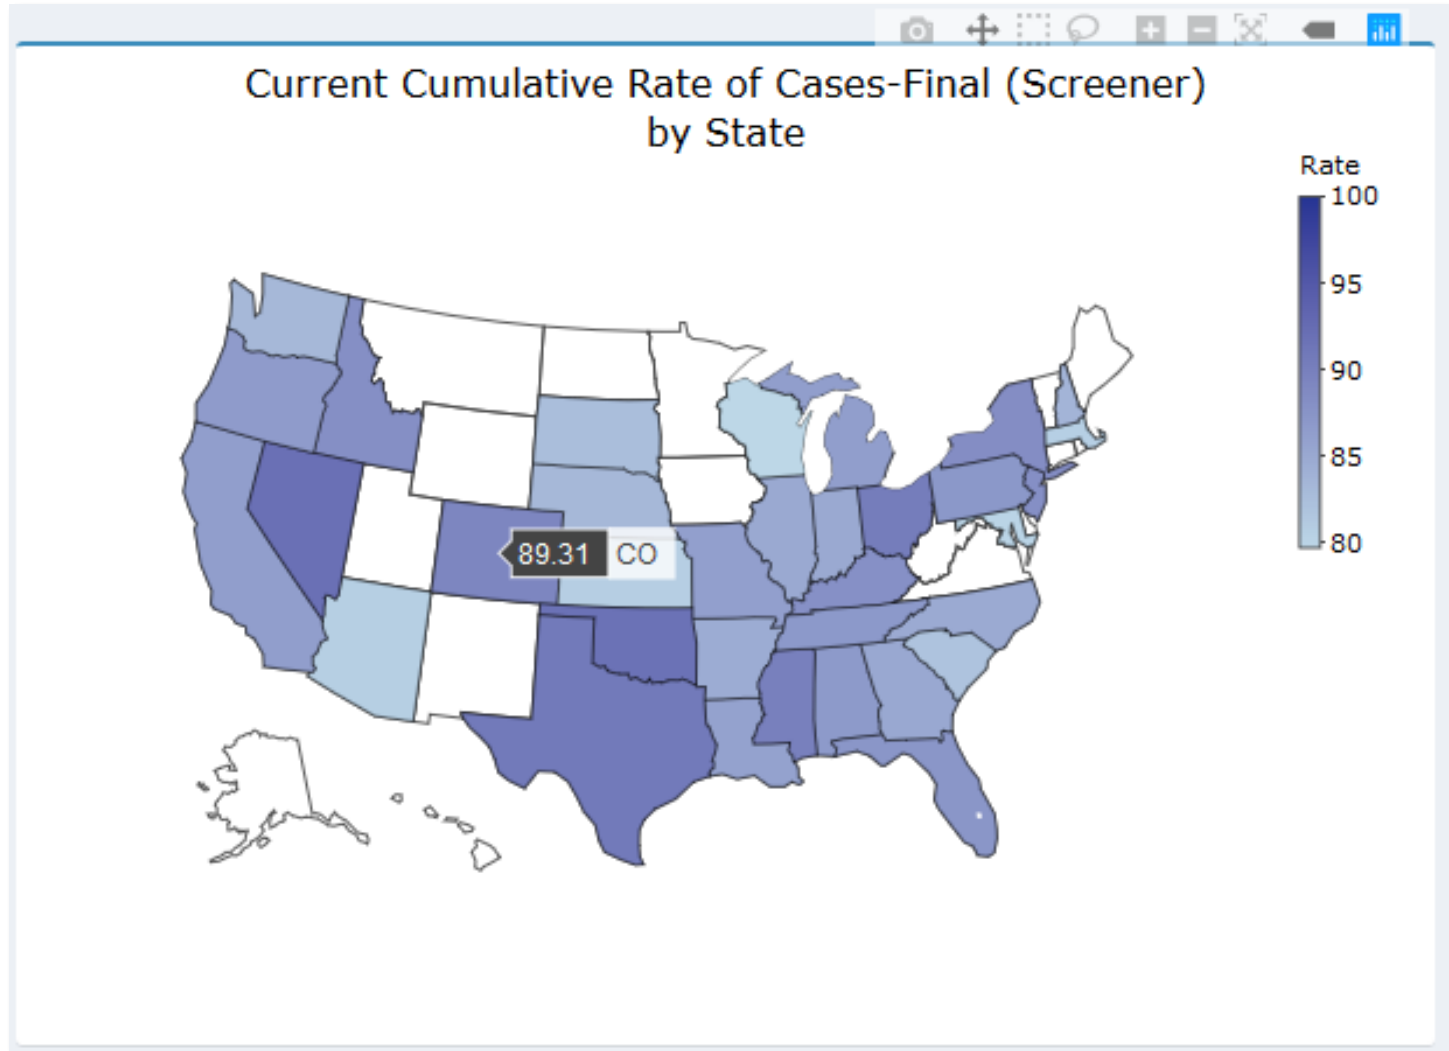 Current Cumulative Rate of Cases-Final (Screener)
by State
Rate
100
95
90
85
80
89.31 CO